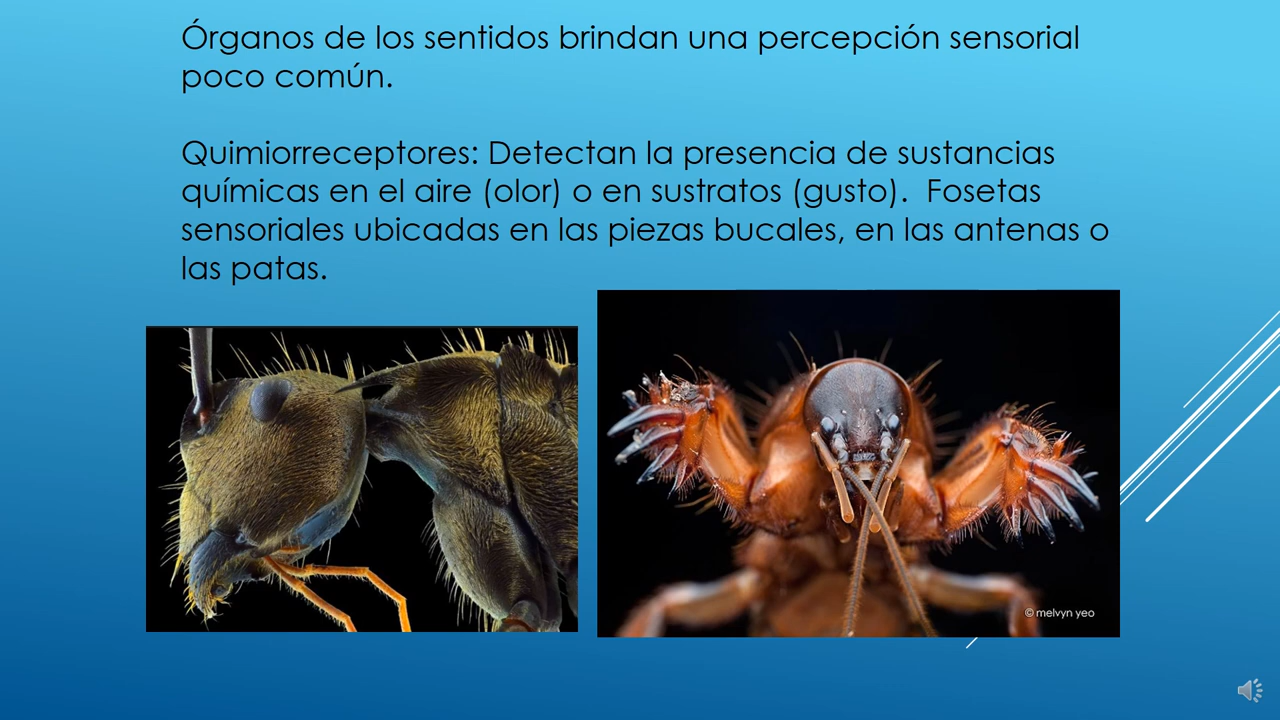 Órganos de los sentidos brindan una percepción sensorial
poco común.
Quimiorreceptores: Detectan la presencia de sustancias
químicas en el aire (olor) o en sustratos (gusto).  Fosetas
sensoriales ubicadas en las piezas bucales, en las antenas o
las patas.
© melvyn yeo